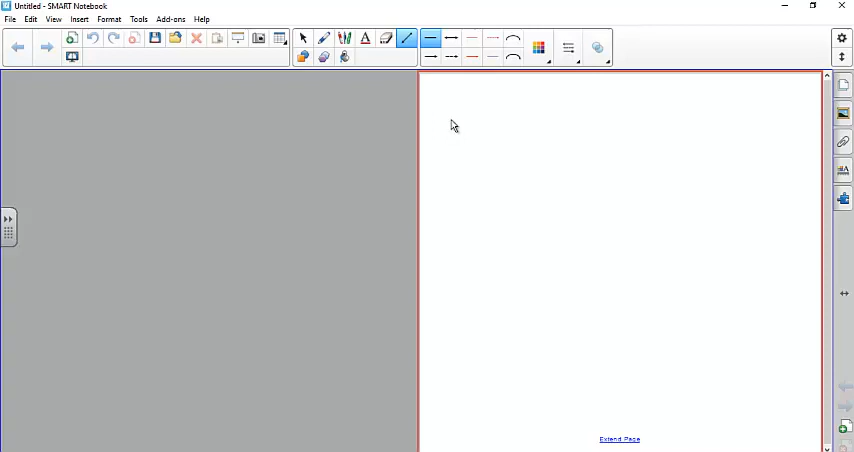 Untitled - SMART Notebook
File Edit View Insert Format Tools Add-ons Help
Extend Page